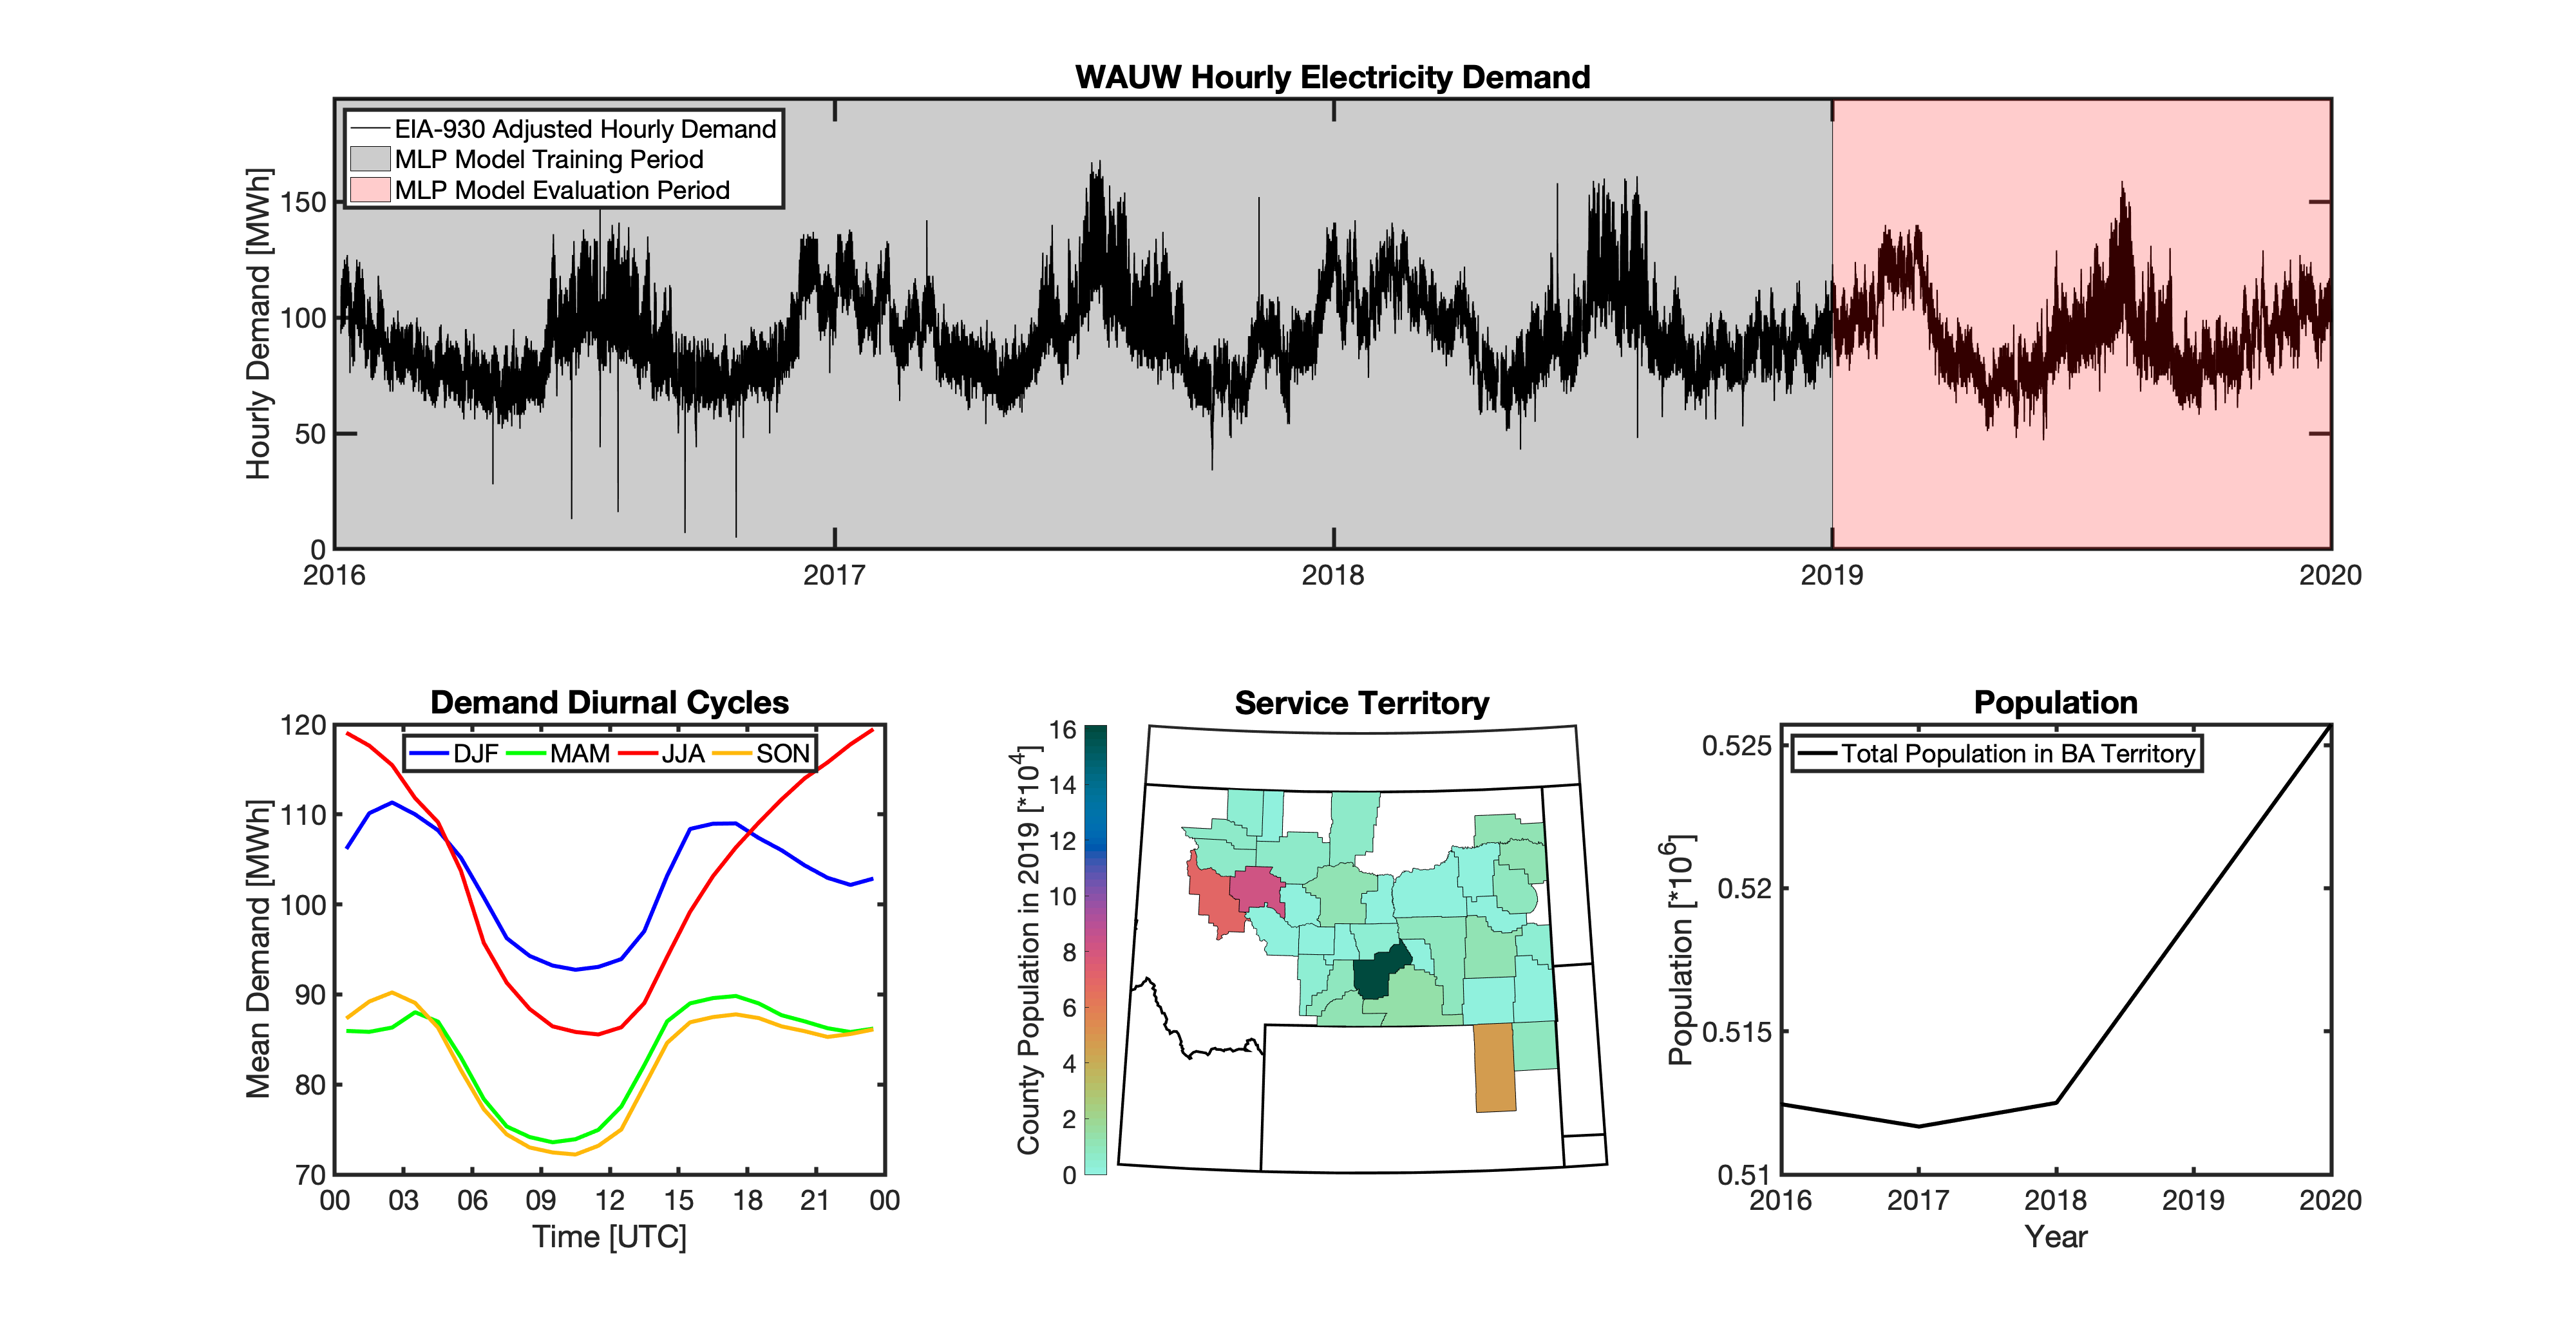 WAUW Hourly Electricity Demand
EIA-930 Adjusted Hourly Demand
MLP Model Training Period
MLP Model Evaluation Period
Hourly Demand [MWh]
150
100
50
0
2016 2017 2018 2019 2020
Demand Diurnal Cycles
DJF MAM JJA SON
Mean Demand [MWh]
120
110
100
90
80
70
00 03 06 09 12 15 18 21 00
Time [UTC]
Service Territory
County Population in 2019 [*10^4]
16
14
12
10
8
6
4
2
0
Population
Total Population in BA Territory
Population [*10^6]
0.525
0.52
0.515
0.51
2016 2017 2018 2019 2020
Year